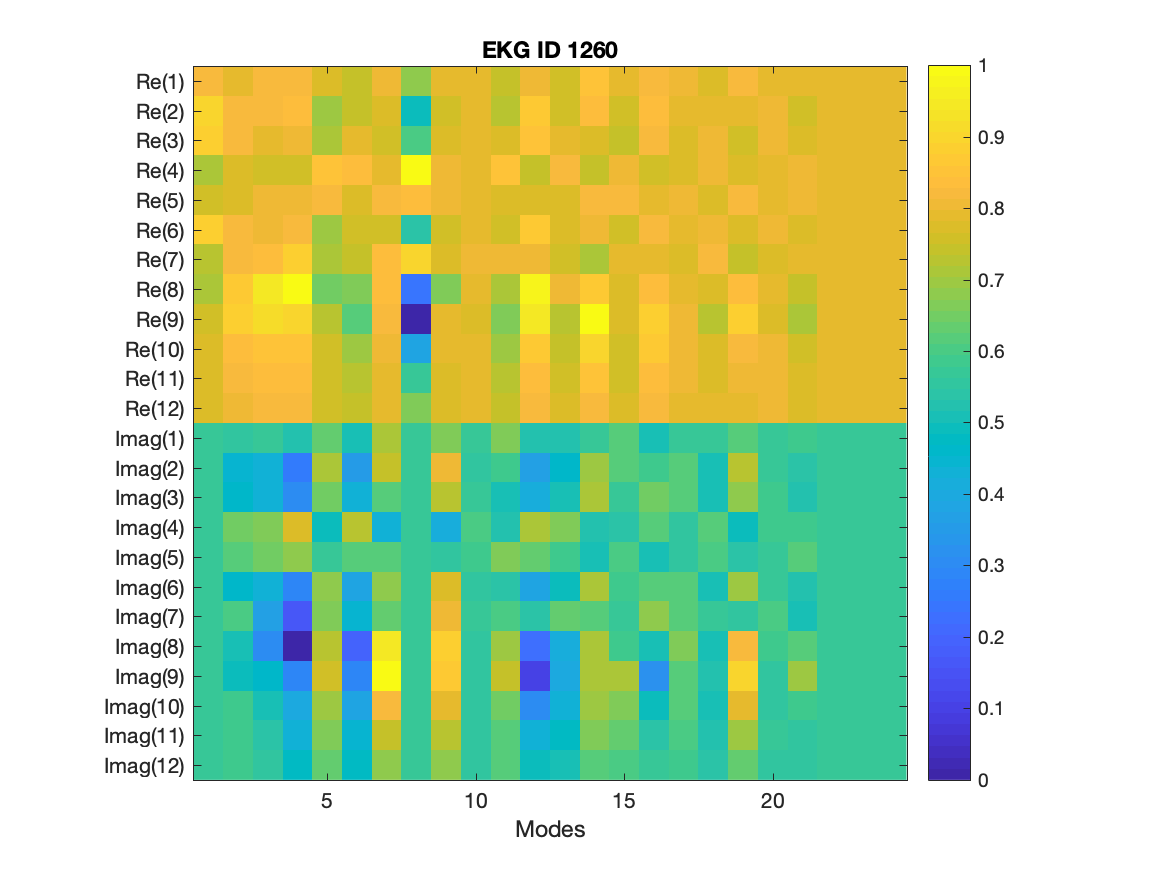 EKG ID 1260
Re(1)
Re(2)
Re(3)
Re(4)
Re(5)
Re(6)
Re(7)
Re(8)
Re(9)
Re(10)
Re(11)
Re(12)
Imag(1)
Imag(2)
Imag(3)
Imag(4)
Imag(5)
Imag(6)
Imag(7)
Imag(8)
Imag(9)
Imag(10)
Imag(11)
Imag(12)
5 10 15 20
Modes
1
0.9
0.8
0.7
0.6
0.5
0.4
0.3
0.2
0.1
0